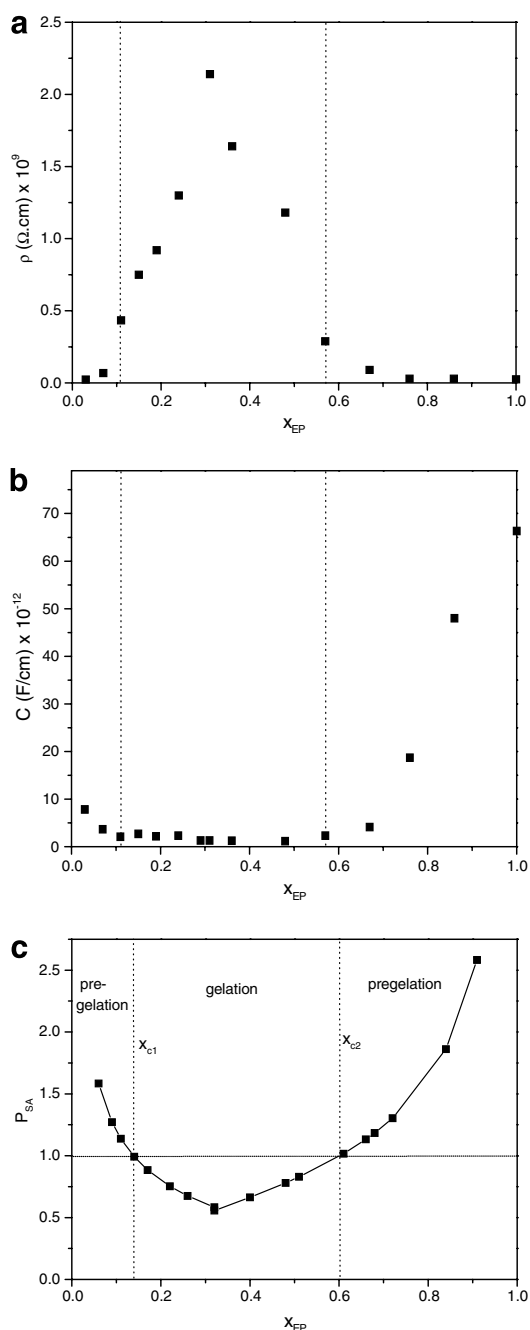 a
2.5
2.0
1.5
1.0
0.5
0.0
ρ (Ω.cm) x 10⁹
0.0 0.2 0.4 0.6 0.8 1.0
x_EP
b
70
60
50
40
30
20
10
0
C (F/cm) x 10⁻¹²
0.0 0.2 0.4 0.6 0.8 1.0
x_EP
c
2.5
2.0
1.5
1.0
0.5
0.0
P_SA
pre-
gelation
gelation
pregelation
x_c1
x_c2
0.0 0.2 0.4 0.6 0.8 1.0
x_EP